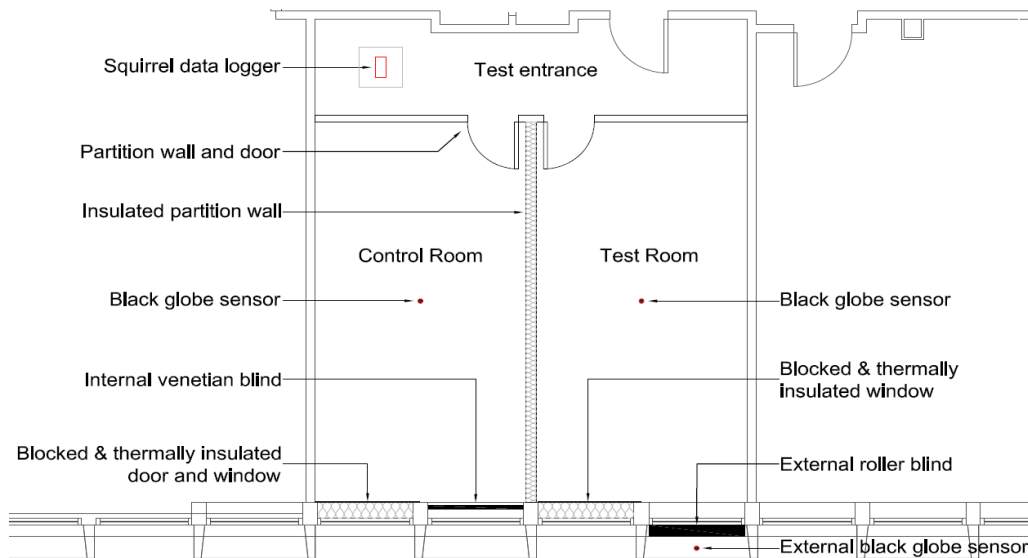 Squirrel data logger
Test entrance
Partition wall and door
Insulated partition wall
Control Room
Test Room
Black globe sensor
Black globe sensor
Internal venetian blind
Blocked & thermally
insulated window
Blocked & thermally insulated
door and window
External roller blind
External black globe sensor